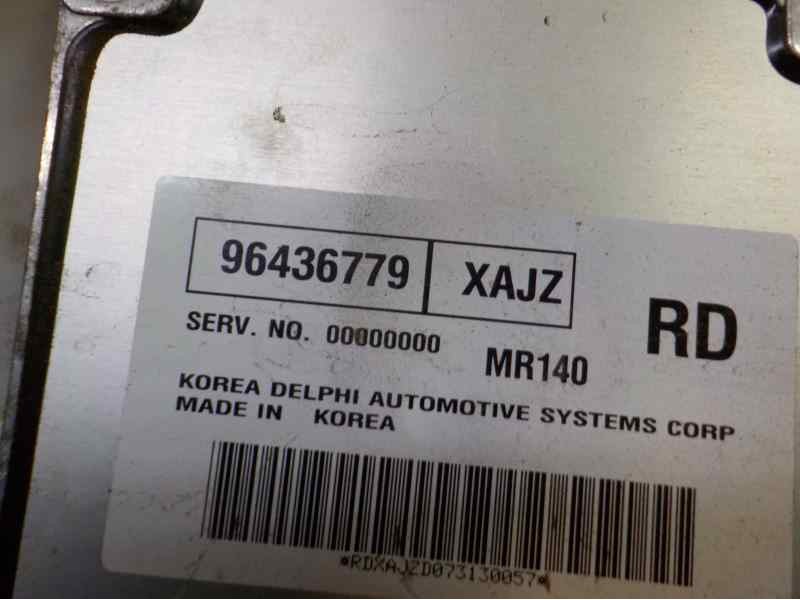 96436779 XAJZ
RD
SERV. NO. 00000000 MR140
KOREA DELPHI AUTOMOTIVE SYSTEMS CORP
MADE IN KOREA
*RDXAJZD073130057*